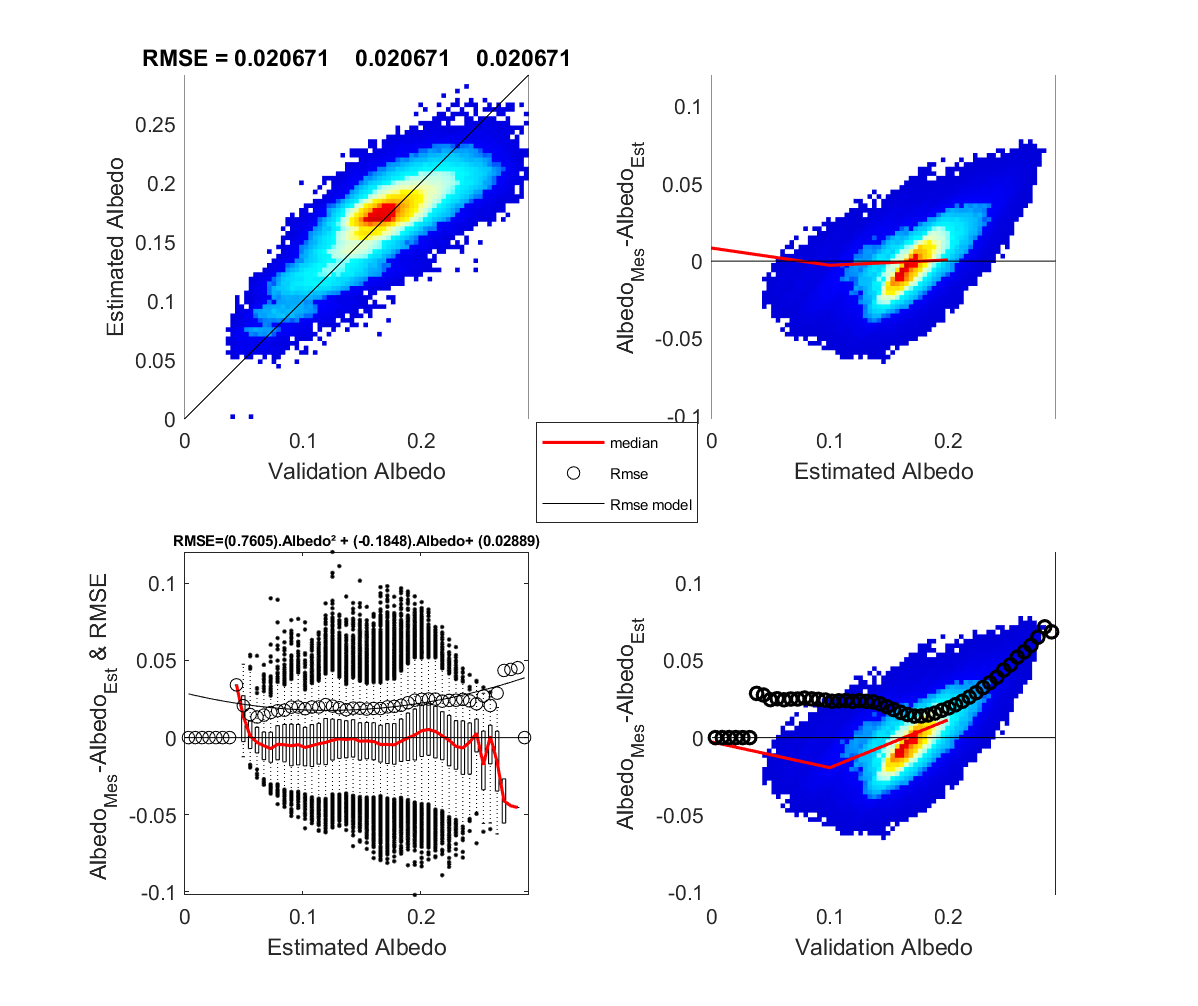 RMSE = 0.020671 0.020671 0.020671
0.25
0.2
0.15
0.1
0.05
0
0 0.1 0.2
Estimated Albedo
Validation Albedo
0.1
0.05
0
-0.05
-0.1
0 0.1 0.2
Albedo_Mes-Albedo_Est
Estimated Albedo
median
Rmse
Rmse model
RMSE=(0.7605).Albedo² + (-0.1848).Albedo+ (0.02889)
0.1
0.05
0
-0.05
-0.1
0 0.1 0.2
Albedo_Mes-Albedo_Est & RMSE
Estimated Albedo
0.1
0.05
0
-0.05
-0.1
0 0.1 0.2
Albedo_Mes-Albedo_Est
Validation Albedo